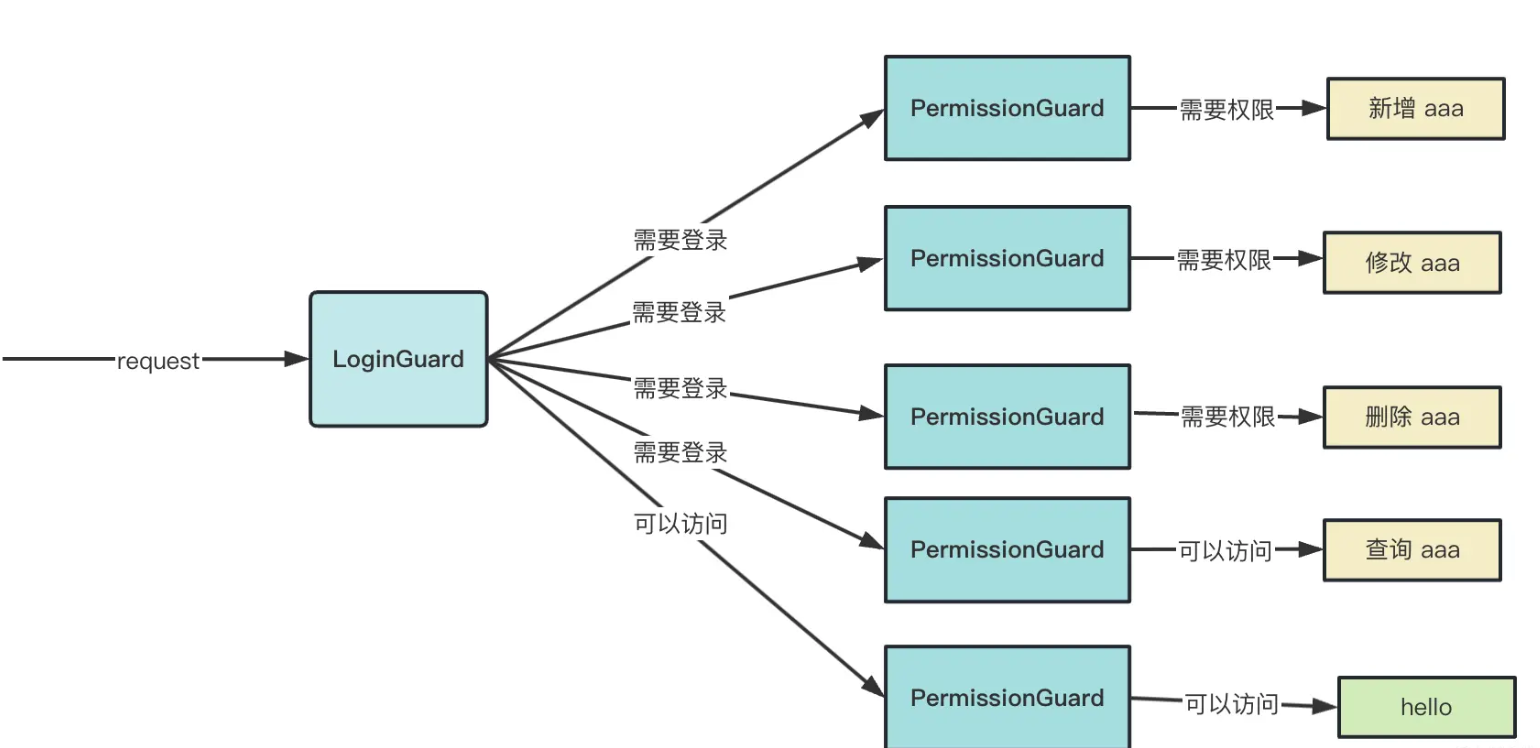 request
LoginGuard
需要登录
PermissionGuard
需要权限
新增 aaa
需要登录
PermissionGuard
需要权限
修改 aaa
需要登录
PermissionGuard
需要权限
删除 aaa
需要登录
PermissionGuard
可以访问
查询 aaa
可以访问
PermissionGuard
可以访问
hello